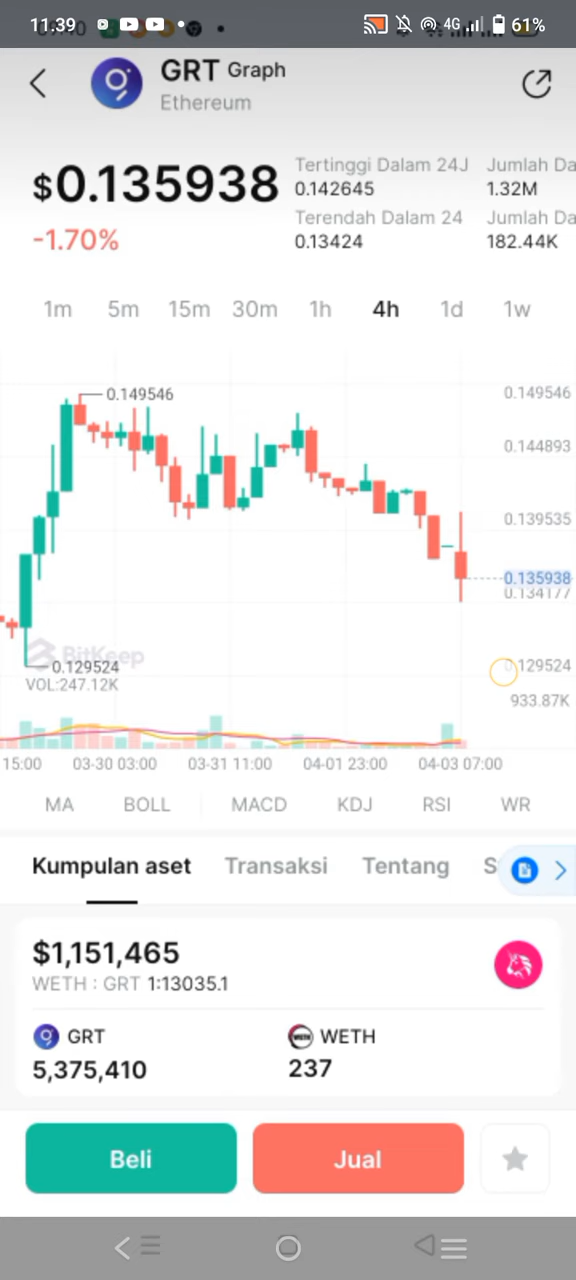 11.39 4G 61%
GRT Graph
Ethereum
$0.135938
-1.70%
Tertinggi Dalam 24J Jumlah Da
0.142645 1.32M
Terendah Dalam 24 Jumlah Da
0.13424 182.44K
1m 5m 15m 30m 1h 4h 1d 1w
0.149546 0.149546
0.144893
0.139535
0.135938
0.134177
BitKeep
0.129524 0.129524
VOL:247.12K
933.87K
15:00 03-30 03:00 03-31 11:00 04-01 23:00 04-03 07:00
MA BOLL MACD KDJ RSI WR
Kumpulan aset Transaksi Tentang S
$1,151,465
WETH : GRT 1:13035.1
GRT WETH
5,375,410 237
Beli Jual